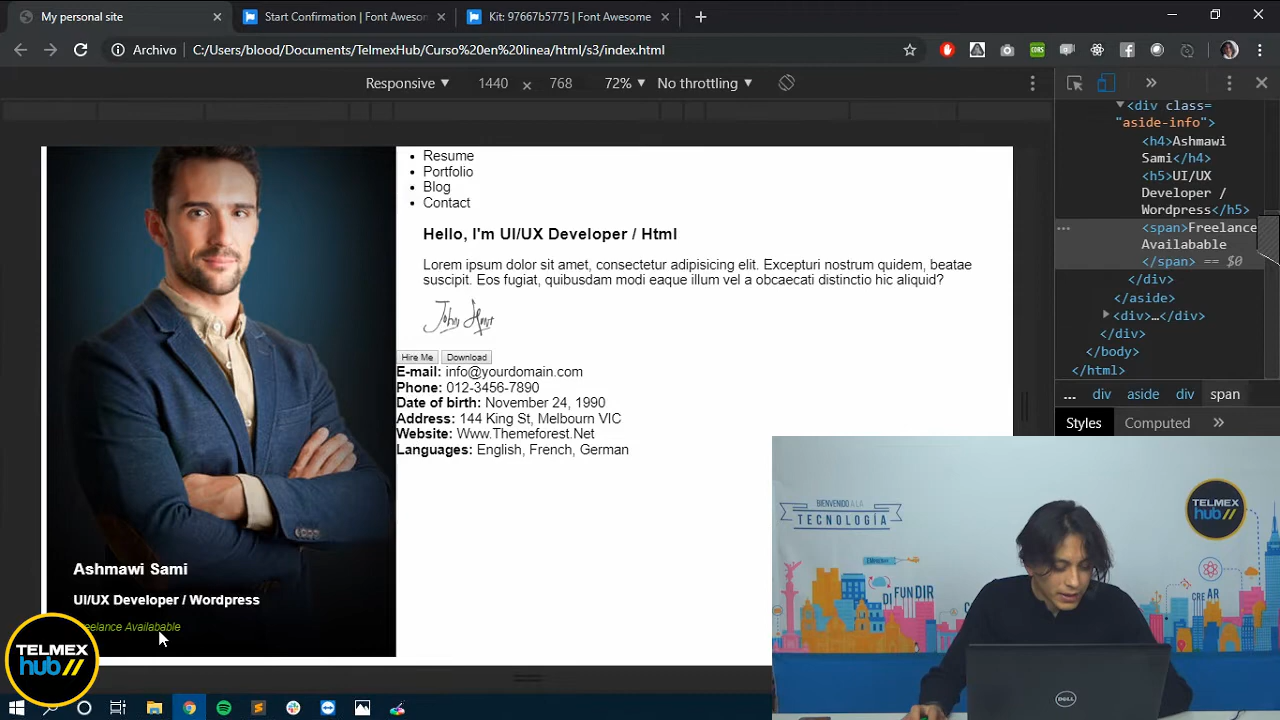 My personal site
Start Confirmation | Font Awesom
Kit: 97667b5775 | Font Awesome
Archivo
C:/Users/blood/Documents/TelmexHub/Curso%20en%20linea/html/s3/index.html
CORS
Responsive
1440
×
768
72%
No throttling
<div class=
"aside-info">
<h4>Ashmawi
Sami</h4>
<h5>UI/UX
Developer /
Wordpress</h5>
<span>Freelance
Availabable
</span> == $0
</div>
</aside>
<div>…</div>
</div>
</body>
</html>
... div aside div span
Styles
Computed
Resume
Portfolio
Blog
Contact
Hello, I'm UI/UX Developer / Html
Lorem ipsum dolor sit amet, consectetur adipisicing elit. Excepturi nostrum quidem, beatae
suscipit. Eos fugiat, quibusdam modi eaque illum vel a obcaecati distinctio hic aliquid?
Hire Me
Download
E-mail: info@yourdomain.com
Phone: 012-3456-7890
Date of birth: November 24, 1990
Address: 144 King St, Melbourn VIC
Website: Www.Themeforest.Net
Languages: English, French, German
Ashmawi Sami
UI/UX Developer / Wordpress
eelance Availabable
TELMEX
hub//
BIENVENIDO A LA
TECNOLOGÍA
DIFUNDIR
CREAR
TELMEX
hub//
DELL